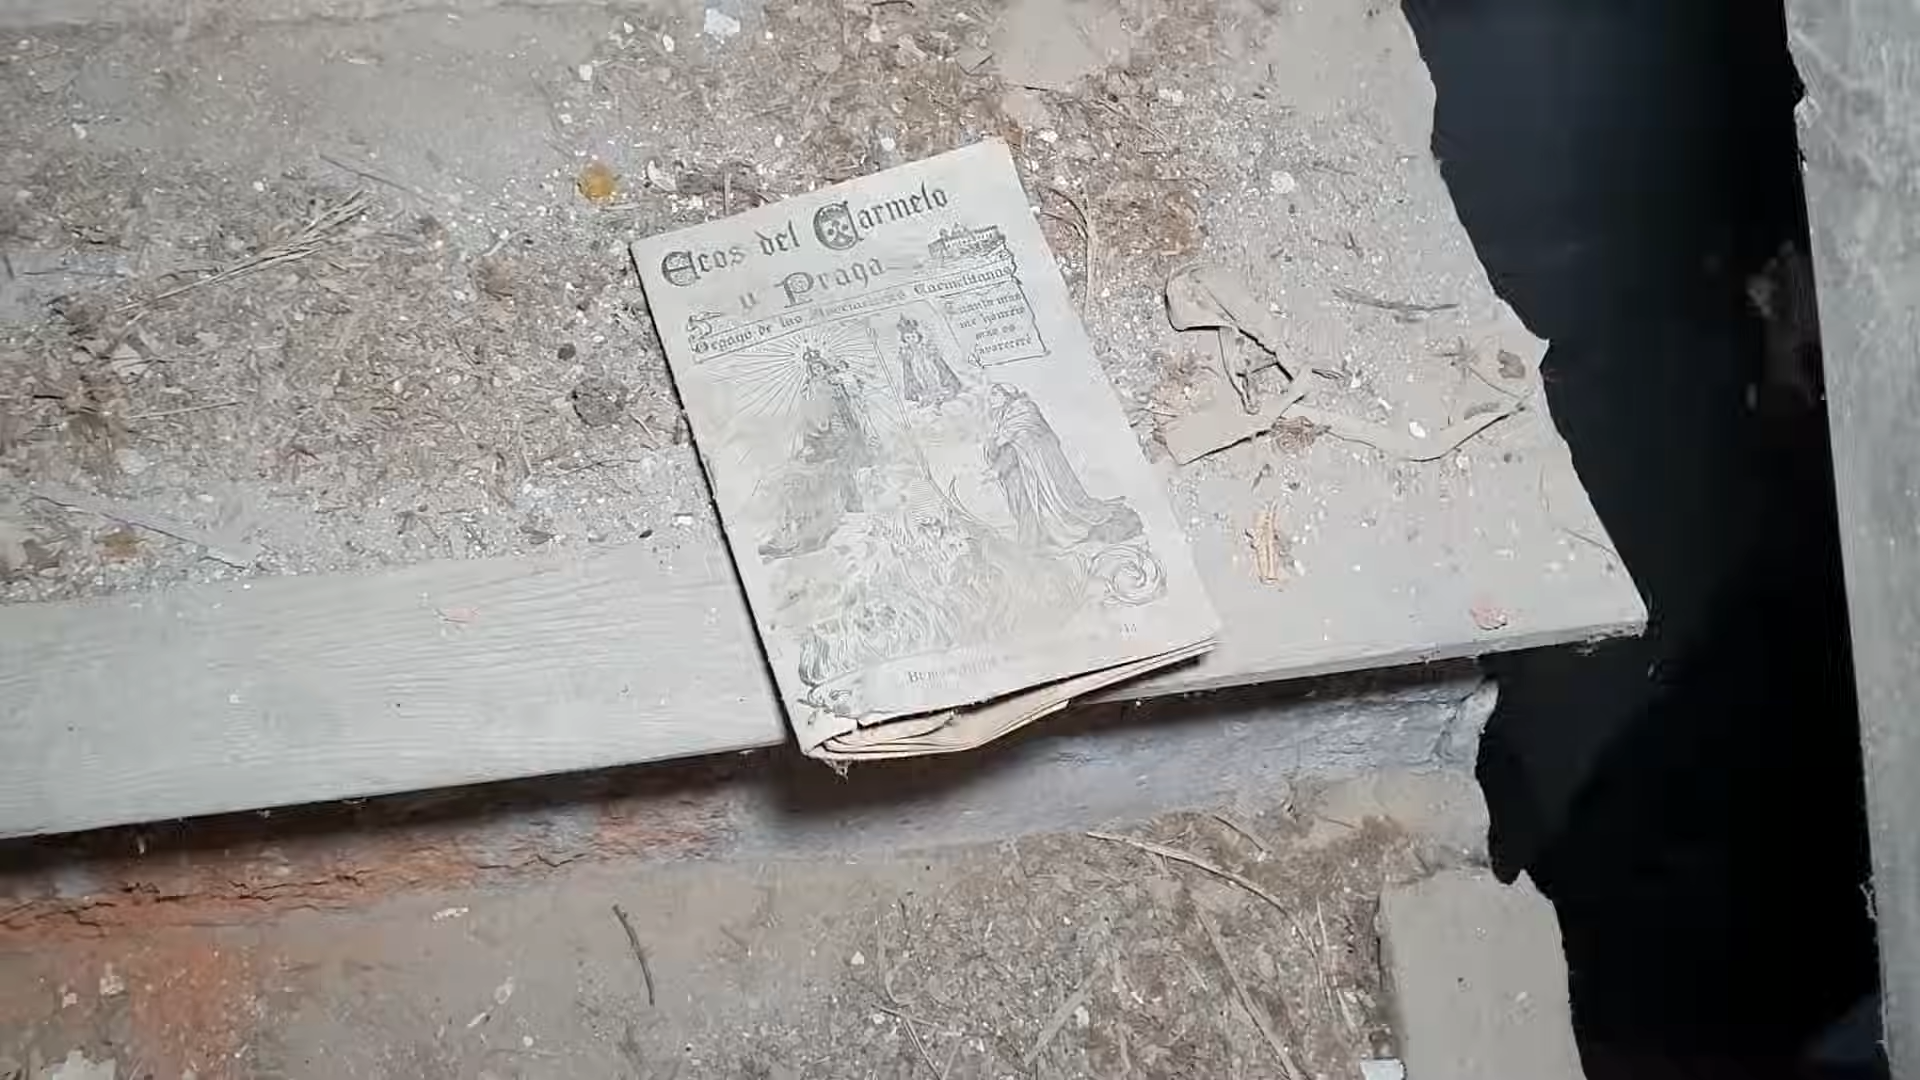 Ecos del Carmelo
y Praga
Órgano de las Asociaciones Carmelitanas
Cuanto más
me honréis
más os
favoreceré